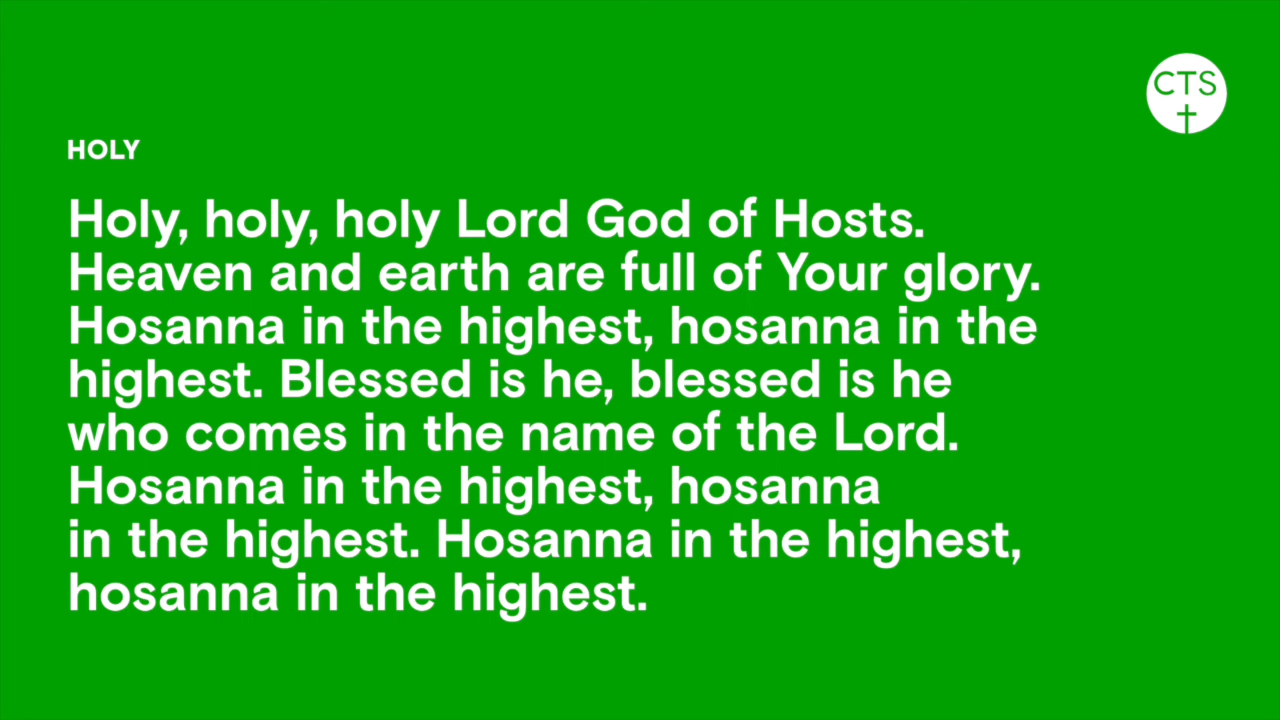 CTS
HOLY
Holy, holy, holy Lord God of Hosts.
Heaven and earth are full of Your glory.
Hosanna in the highest, hosanna in the
highest. Blessed is he, blessed is he
who comes in the name of the Lord.
Hosanna in the highest, hosanna
in the highest. Hosanna in the highest,
hosanna in the highest.